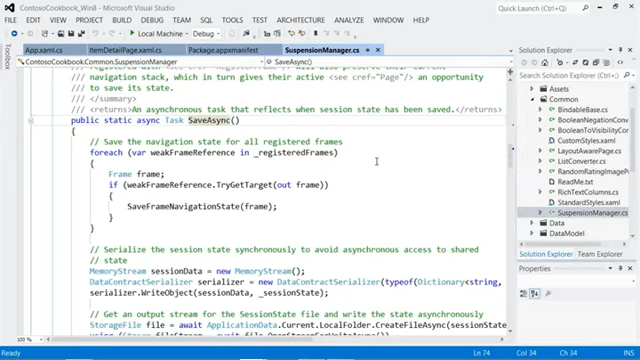 ContosoCookbook_Win8 - Microsoft Visual Studio
Quick Launch (Ctrl+Q)
FILE EDIT VIEW PROJECT BUILD DEBUG TEAM SQL TOOLS TEST ARCHITECTURE ANALYZE WINDOW HELP
Local Machine Debug
Toolbox
App.xaml.cs ItemDetailPage.xaml.cs Package.appxmanifest SuspensionManager.cs
Solution Explorer
ContosoCookbook.Common.SuspensionManager SaveAsync()
navigation stack, which in turn gives their active <see cref="Page"/> an opportunity
/// to save its state.
/// </summary>
/// <returns>An asynchronous task that reflects when session state has been saved.</returns>
public static async Task SaveAsync()
{
// Save the navigation state for all registered frames
foreach (var weakFrameReference in _registeredFrames)
{
Frame frame;
if (weakFrameReference.TryGetTarget(out frame))
{
SaveFrameNavigationState(frame);
}
}
// Serialize the session state synchronously to avoid asynchronous access to shared
// state
MemoryStream sessionData = new MemoryStream();
DataContractSerializer serializer = new DataContractSerializer(typeof(Dictionary<string,
serializer.WriteObject(sessionData, _sessionState);
// Get an output stream for the SessionState file and write the state asynchronously
StorageFile file = await ApplicationData.Current.LocalFolder.CreateFileAsync(sessionState
100 %
Assets
Common
BindableBase.cs
BooleanNegationConver
BooleanToVisibilityCon
CustomStyles.xaml
LayoutAwarePage.cs
ListConverter.cs
RandomRatingImagePa
ReadMe.txt
RichTextColumns.cs
StandardStyles.xaml
SuspensionManager.cs
Data
DataModel
Solution Explorer Team Explorer
Properties
Ready
Ln 74 Col 34 Ch 34 INS